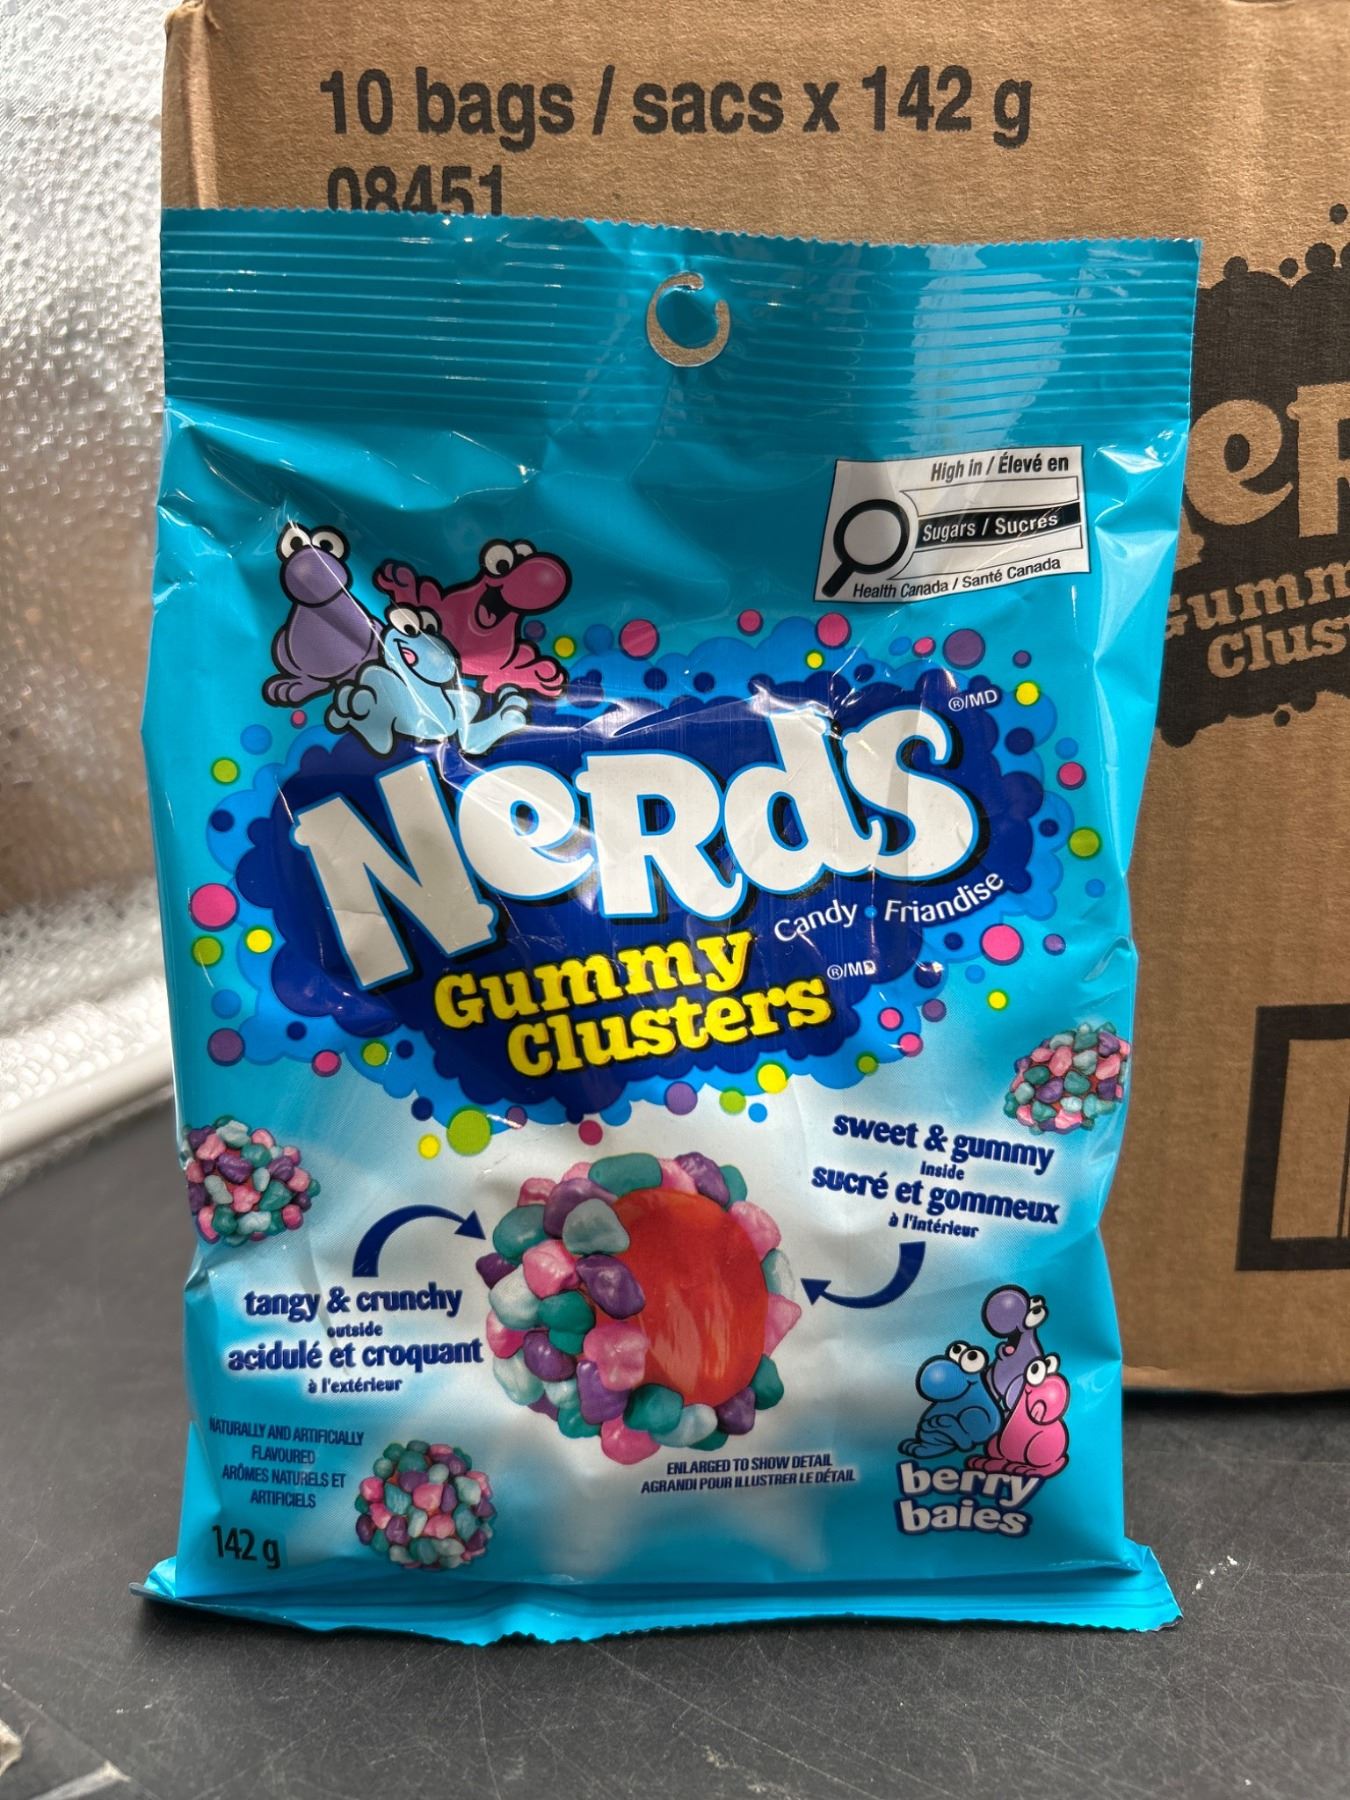 10 bags / sacs x 142 g
08451
High in / Élevé en
Sugars / Sucres
Health Canada / Santé Canada
NeRdS ®/MD
Candy • Friandise
Gummy
Clusters ®/MD
Gumm
Clus
sweet & gummy
Inside
sucré et gommeux
à l'intérieur
tangy & crunchy
outside
acidulé et croquant
à l'extérieur
NATURALLY AND ARTIFICIALLY
FLAVOURED
ARÔMES NATURELS ET
ARTIFICIELS
142 g
ENLARGED TO SHOW DETAIL
AGRANDI POUR ILLUSTRER LE DÉTAIL
berry
baies